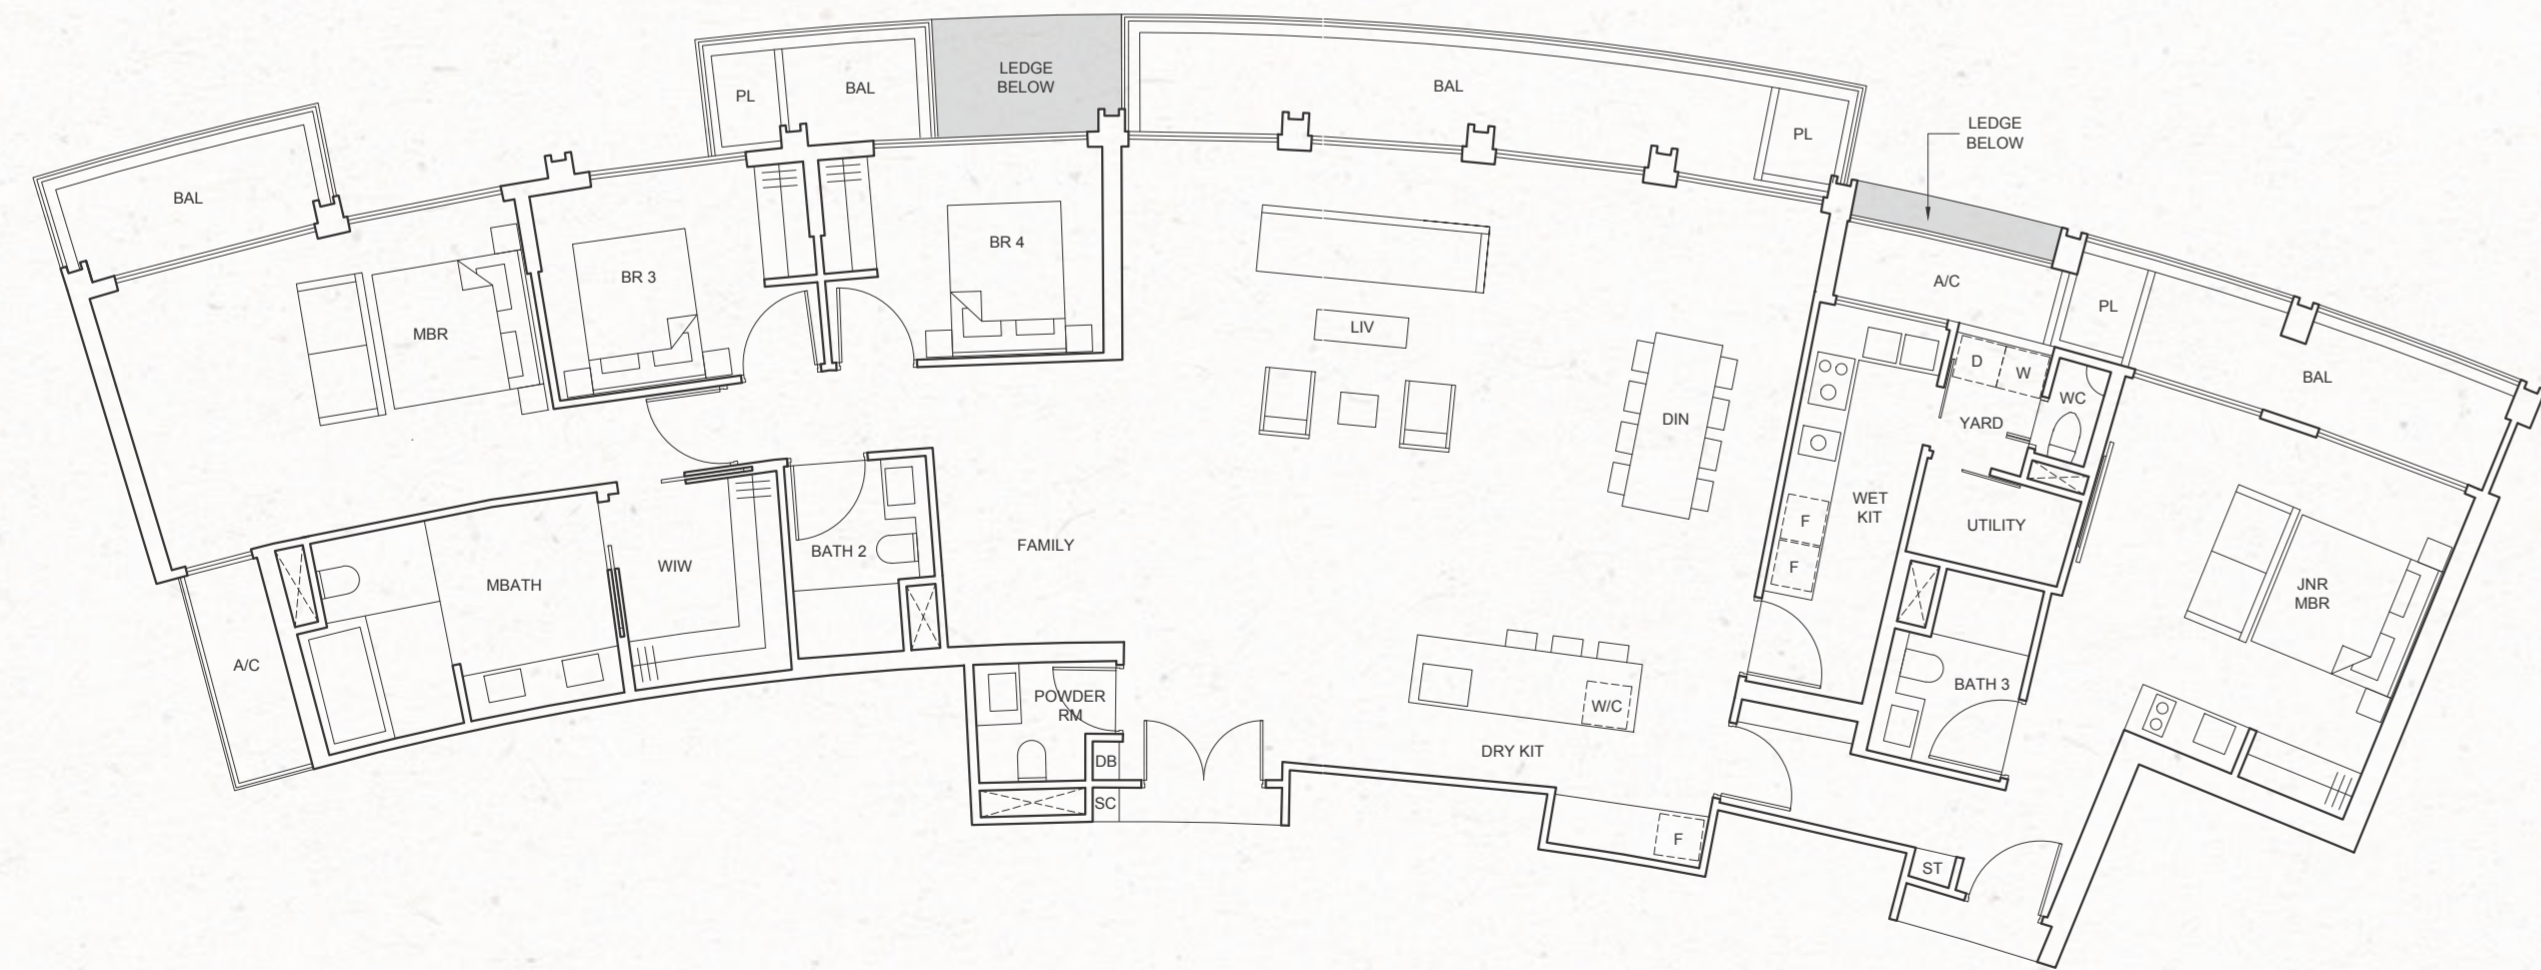 LEDGE
BELOW
PL
BAL
BAL
PL
LEDGE
BELOW
BAL
MBR
BR 3
BR 4
LIV
DIN
A/C
PL
BAL
D
W
WC
YARD
WET
KIT
F
F
UTILITY
JNR
MBR
FAMILY
BATH 2
WIW
MBATH
A/C
POWDER
RM
DB
SC
W/C
DRY KIT
F
BATH 3
ST